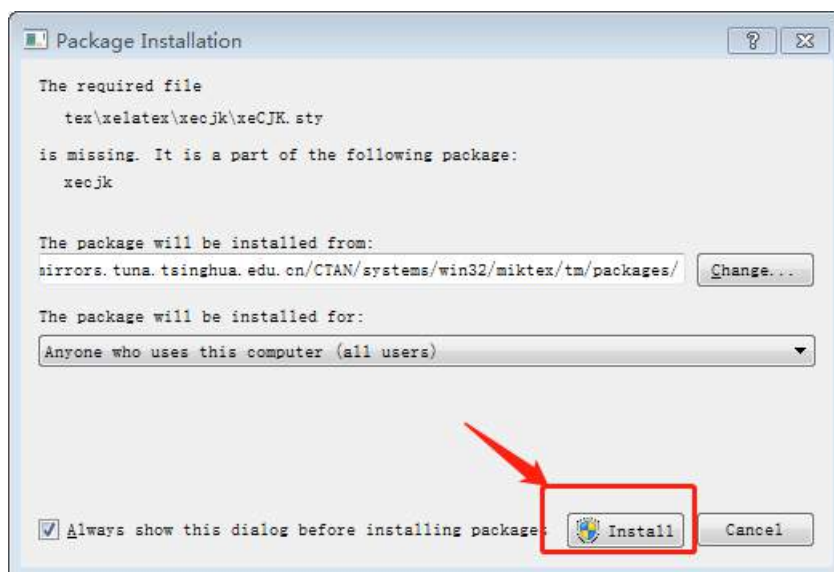 Package Installation
The required file
tex\xelatex\xecjk\xeCJK.sty
is missing. It is a part of the following package:
xecjk
The package will be installed from:
mirrors.tuna.tsinghua.edu.cn/CTAN/systems/win32/miktex/tm/packages/
Change...
The package will be installed for:
Anyone who uses this computer (all users)
Always show this dialog before installing packages
Install
Cancel